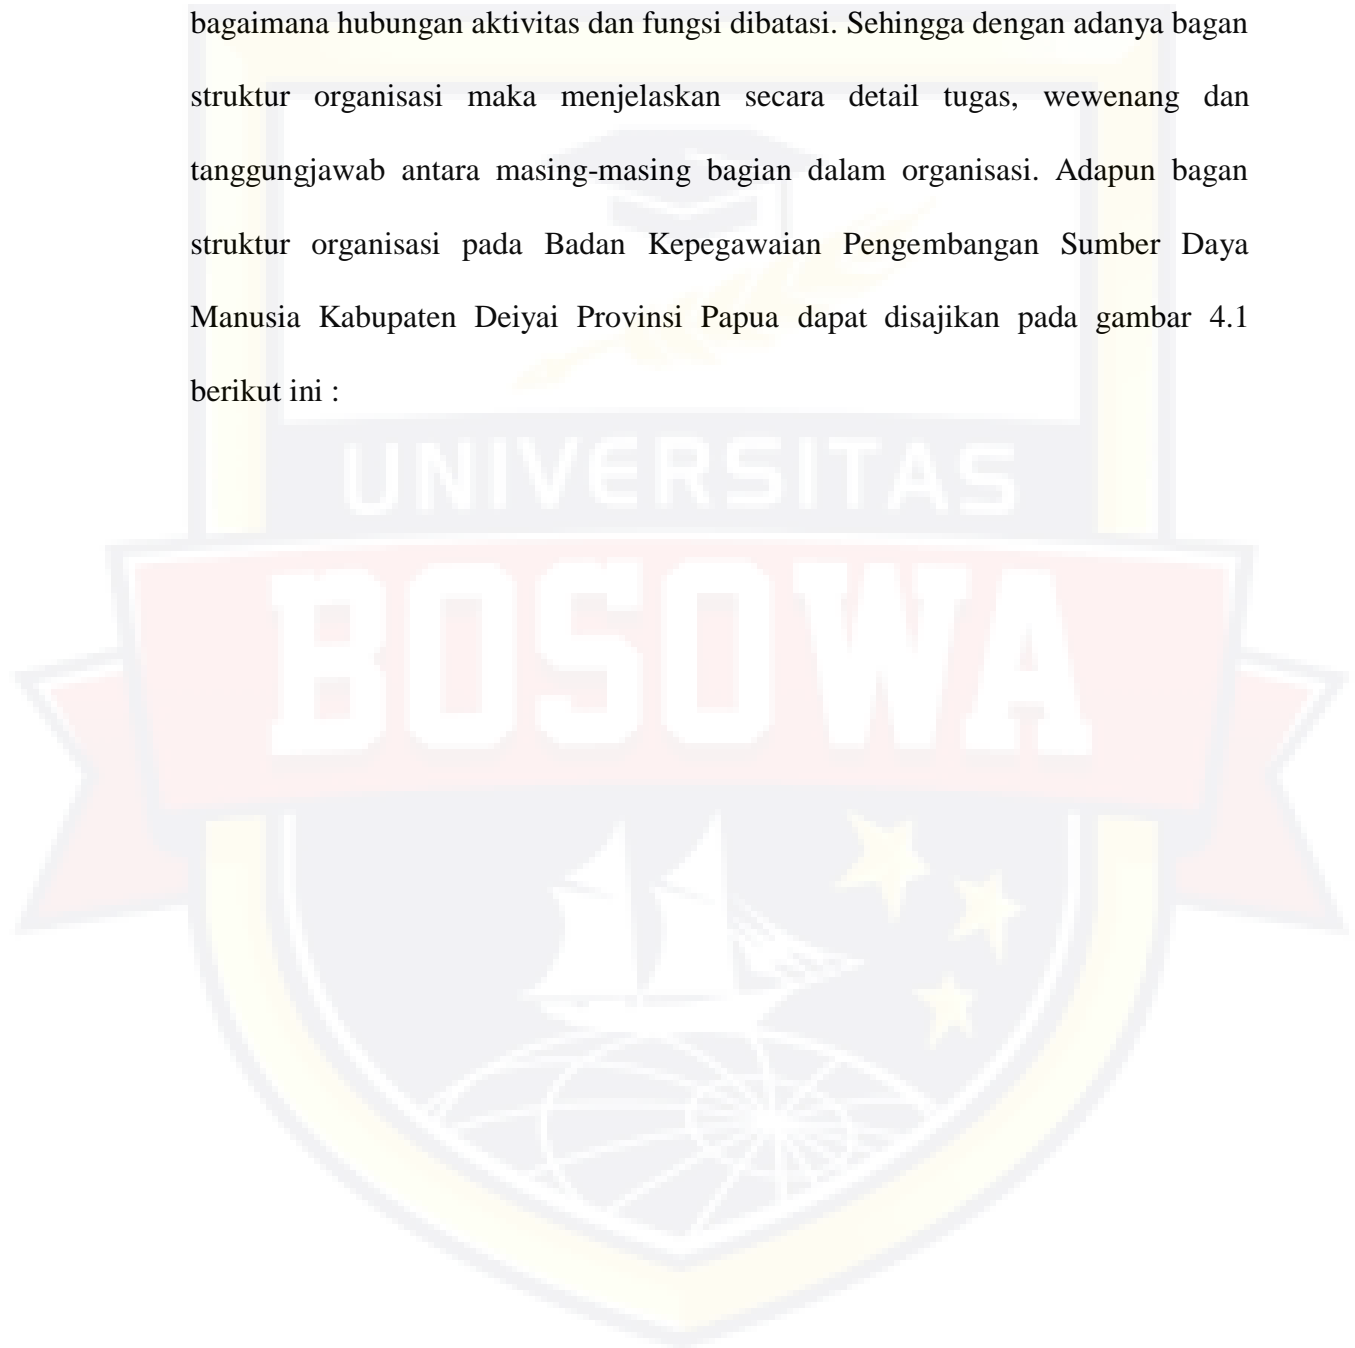 bagaimana hubungan aktivitas dan fungsi dibatasi. Sehingga dengan adanya bagan
struktur organisasi maka menjelaskan secara detail tugas, wewenang dan
tanggungjawab antara masing-masing bagian dalam organisasi. Adapun bagan
struktur organisasi pada Badan Kepegawaian Pengembangan Sumber Daya
Manusia Kabupaten Deiyai Provinsi Papua dapat disajikan pada gambar 4.1
berikut ini :
UNIVERSITAS
BOSOWA